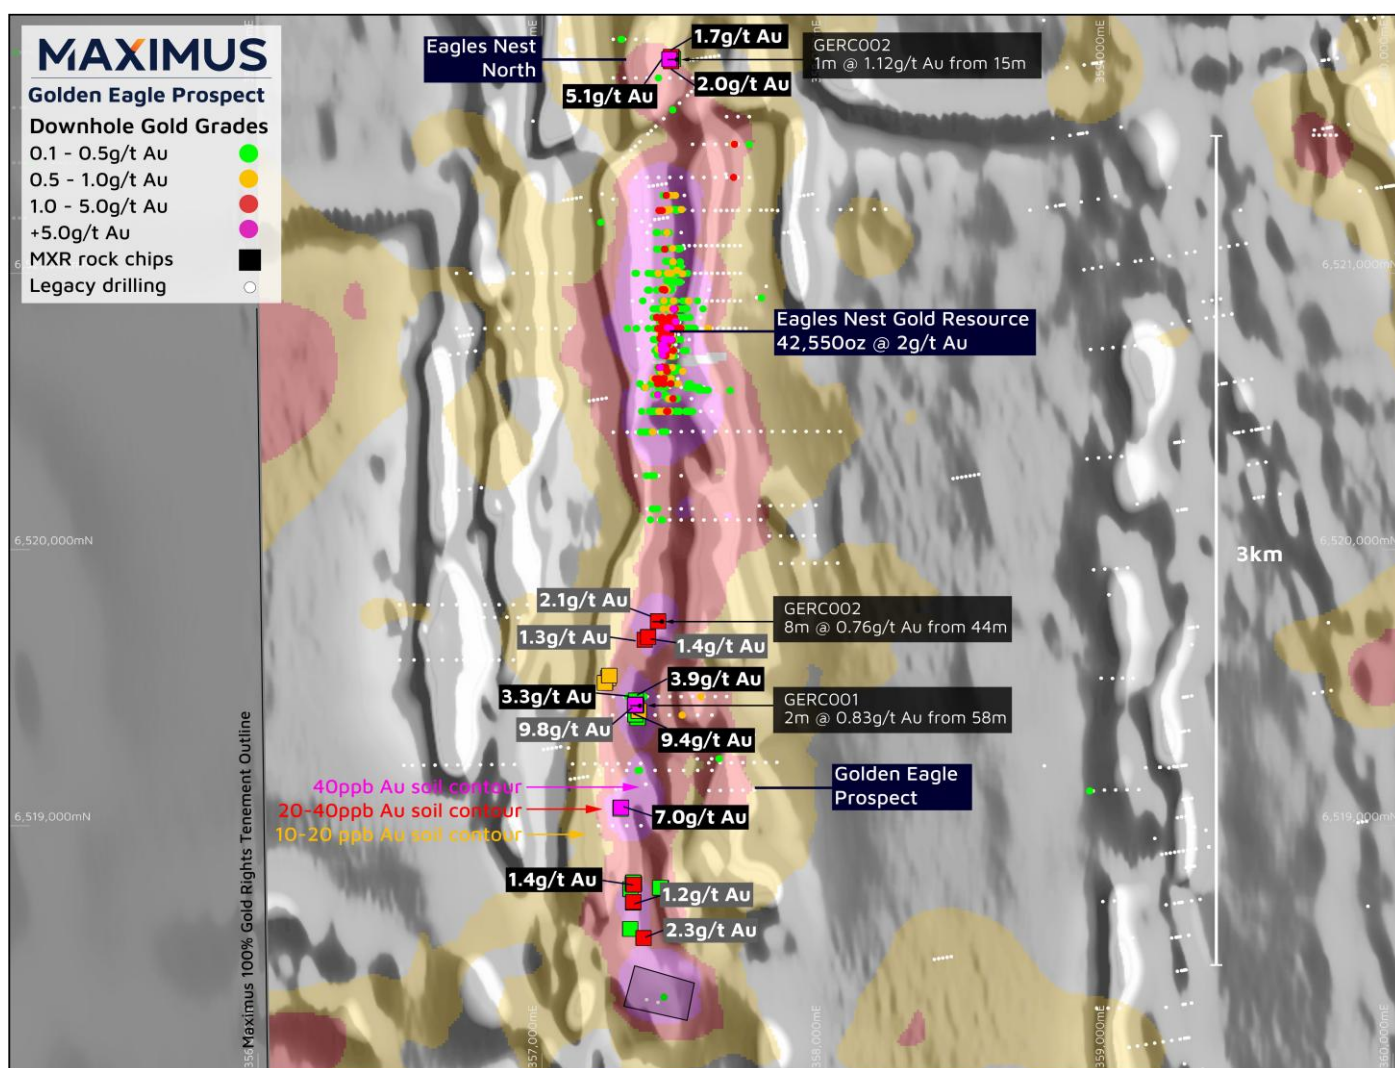 MAXIMUS
Golden Eagle Prospect
Downhole Gold Grades
0.1 - 0.5g/t Au
0.5 - 1.0g/t Au
1.0 - 5.0g/t Au
+5.0g/t Au
MXR rock chips
Legacy drilling
Eagles Nest
North
1.7g/t Au
5.1g/t Au
2.0g/t Au
GERC002
1m @ 1.12g/t Au from 15m
6,521,000mN
Eagles Nest Gold Resource
42,550oz @ 2g/t Au
6,520,000mN
6,520,000mN
3km
2.1g/t Au
1.3g/t Au
1.4g/t Au
GERC002
8m @ 0.76g/t Au from 44m
3.9g/t Au
3.3g/t Au
9.8g/t Au
9.4g/t Au
GERC001
2m @ 0.83g/t Au from 58m
Golden Eagle
Prospect
40ppb Au soil contour
20-40ppb Au soil contour
10-20 ppb Au soil contour
7.0g/t Au
6,519,000mN
6,519,000mN
1.4g/t Au
1.2g/t Au
2.3g/t Au
Maximus 100% Gold Rights Tenement Outline
357,000mE
358,000mE
359,000mE